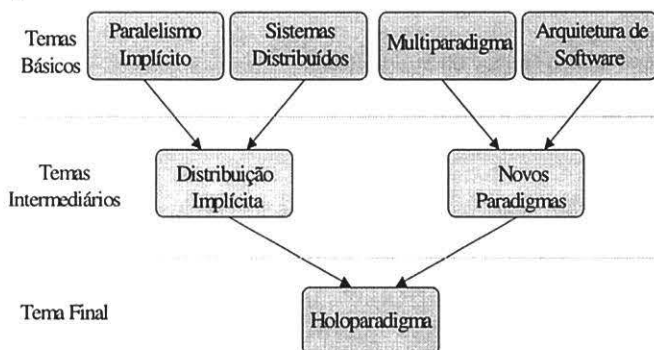 Temas
Básicos
Paralelismo
Implícito
Sistemas
Distribuídos
Multiparadigma
Arquitetura de
Software
Temas
Intermediários
Distribuição
Implícita
Novos
Paradigmas
Tema Final
Holoparadigma